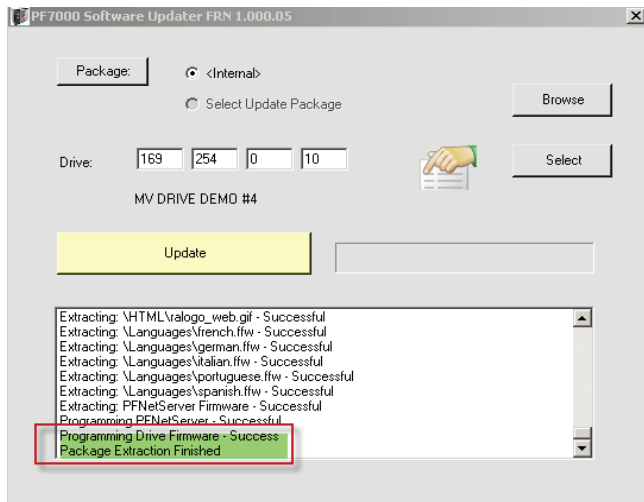 PF7000 Software Updater FRN 1.000.05
Package:
<Internal>
Select Update Package
Browse
Drive:
169 254 0 10
Select
MV DRIVE DEMO #4
Update
Extracting: \HTML\ralogo_web.gif - Successful
Extracting: \Languages\french.ffw - Successful
Extracting: \Languages\german.ffw - Successful
Extracting: \Languages\italian.ffw - Successful
Extracting: \Languages\portuguese.ffw - Successful
Extracting: \Languages\spanish.ffw - Successful
Extracting: PFNetServer Firmware - Successful
Programming PFNetServer - Successful
Programming Drive Firmware - Success
Package Extraction Finished